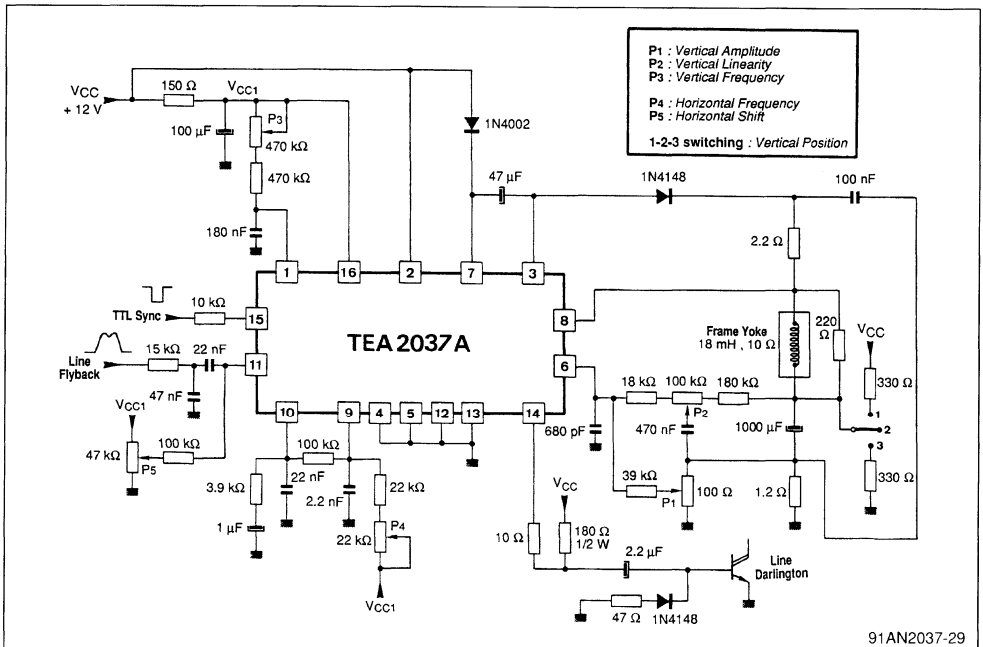 P1 : Vertical Amplitude
P2 : Vertical Linearity
P3 : Vertical Frequency
P4 : Horizontal Frequency
P5 : Horizontal Shift
1-2-3 switching : Vertical Position
VCC
+ 12 V
150 Ω
VCC1
100 µF
P3
470 kΩ
470 kΩ
180 nF
1N4002
47 µF
1N4148
100 nF
2.2 Ω
1
16
2
7
3
TTL Sync
10 kΩ
15
TEA2037A
8
Frame Yoke
18 mH , 10 Ω
220
Ω
VCC
Line
Flyback
15 kΩ
22 nF
11
6
47 nF
18 kΩ
100 kΩ
180 kΩ
P2
330 Ω
1
2
3
330 Ω
10
9
4
5
12
13
14
680 pF
470 nF
1000 µF
VCC1
47 kΩ
P5
100 kΩ
100 kΩ
39 kΩ
P1
100 Ω
1.2 Ω
3.9 kΩ
22 nF
2.2 nF
22 kΩ
1 µF
22 kΩ
P4
VCC1
VCC
10 Ω
180 Ω
1/2 W
2.2 µF
Line
Darlington
47 Ω
1N4148
91AN2037-29